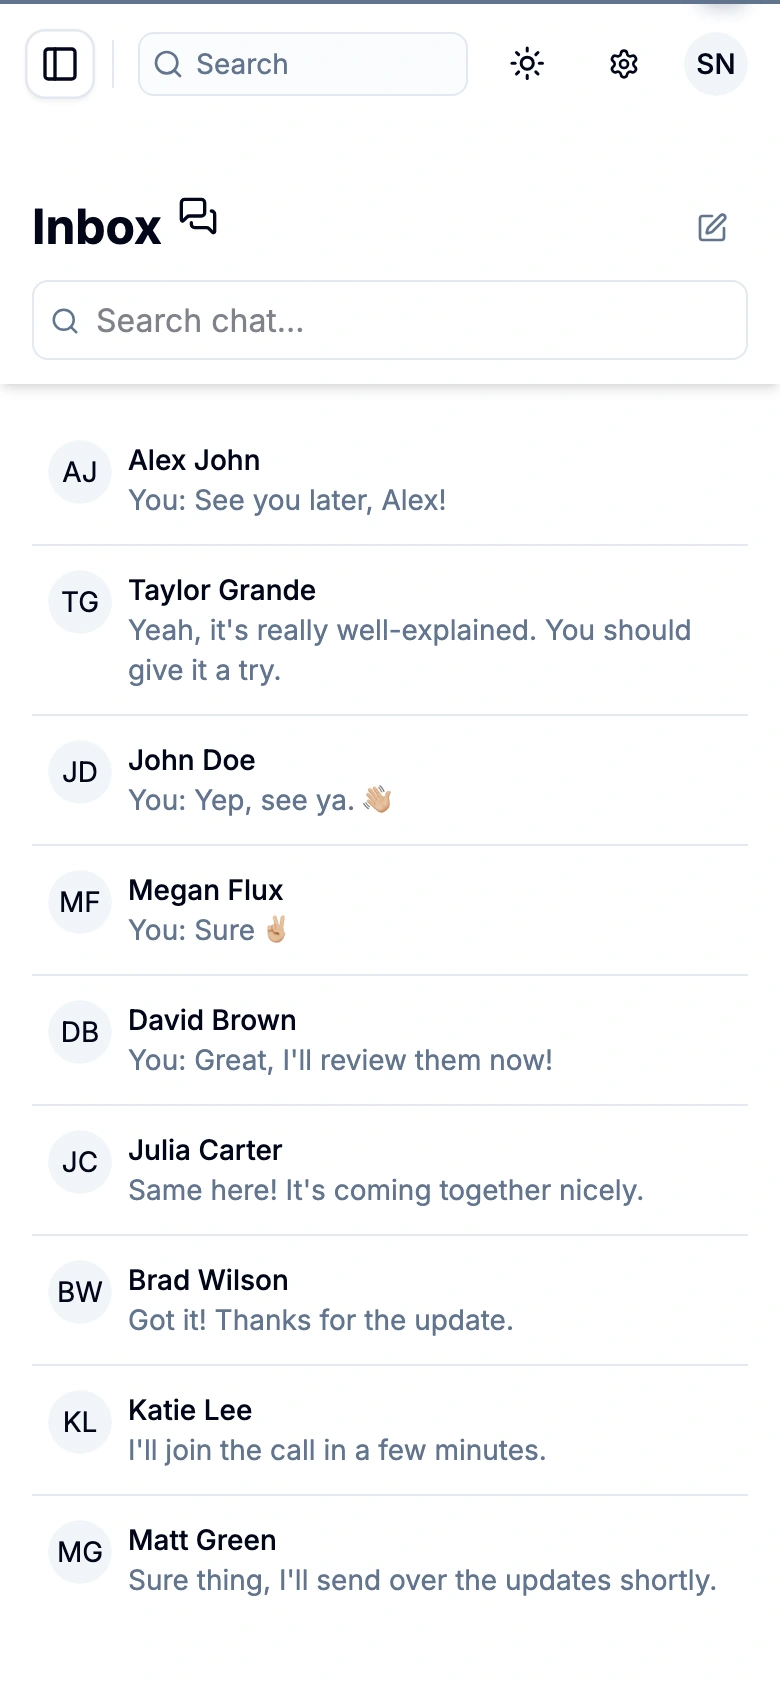 Search
SN
Inbox
Search chat...
AJ
Alex John
You: See you later, Alex!
TG
Taylor Grande
Yeah, it's really well-explained. You should
give it a try.
JD
John Doe
You: Yep, see ya. 👋🏼
MF
Megan Flux
You: Sure ✌🏼
DB
David Brown
You: Great, I'll review them now!
JC
Julia Carter
Same here! It's coming together nicely.
BW
Brad Wilson
Got it! Thanks for the update.
KL
Katie Lee
I'll join the call in a few minutes.
MG
Matt Green
Sure thing, I'll send over the updates shortly.